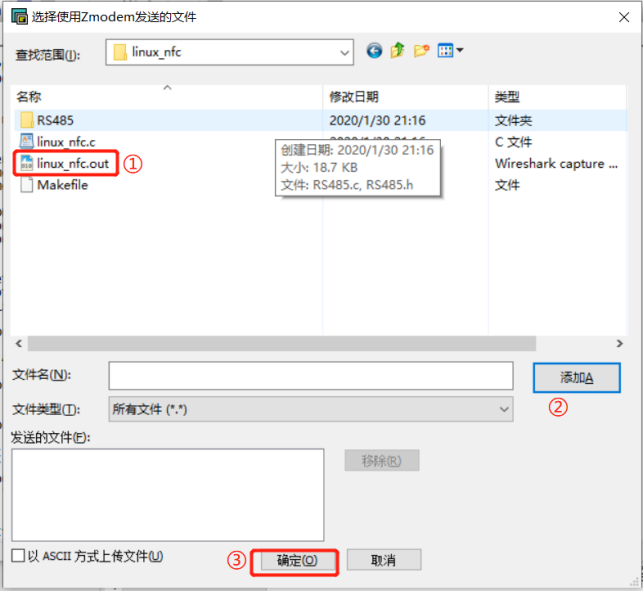 选择使用Zmodem发送的文件
查找范围(I):
linux_nfc
名称
修改日期
类型
RS485
2020/1/30 21:16
文件夹
linux_nfc.c
C 文件
linux_nfc.out
①
Wireshark capture ...
Makefile
文件
创建日期: 2020/1/30 21:16
大小: 18.7 KB
文件: RS485.c, RS485.h
文件名(N):
添加A
文件类型(T):
所有文件 (*.*)
②
发送的文件(F):
移除(R)
以 ASCII 方式上传文件(U)
③
确定(O)
取消